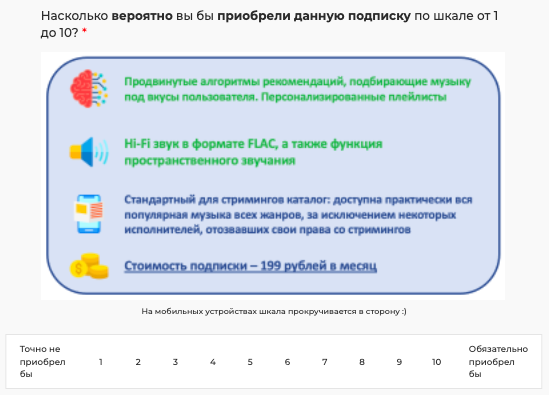 Насколько вероятно вы бы приобрели данную подписку по шкале от 1
до 10? *
Продвинутые алгоритмы рекомендаций, подбирающие музыку
под вкусы пользователя. Персонализированные плейлисты
Hi-Fi звук в формате FLAC, а также функция
пространственного звучания
Стандартный для стримингов каталог: доступна практически вся
популярная музыка всех жанров, за исключением некоторых
исполнителей, отозвавших свои права со стримингов
Стоимость подписки – 199 рублей в месяц
На мобильных устройствах шкала прокручивается в сторону :)
Точно не
приобрел
бы
1 2 3 4 5 6 7 8 9 10
Обязательно
приобрел
бы